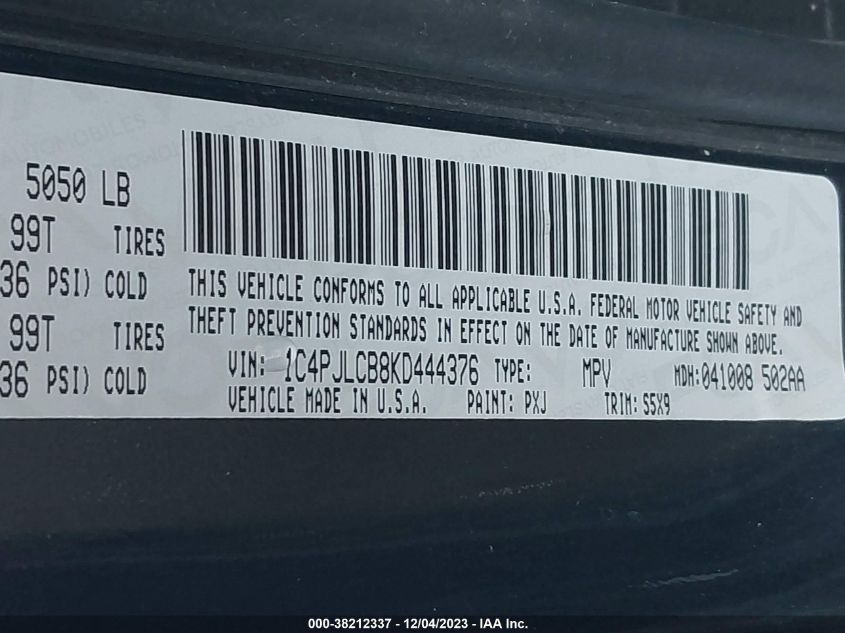 5050 LB
99T TIRES
36 PSI) COLD
99T TIRES
36 PSI) COLD
THIS VEHICLE CONFORMS TO ALL APPLICABLE U.S.A. FEDERAL MOTOR VEHICLE SAFETY AND
THEFT PREVENTION STANDARDS IN EFFECT ON THE DATE OF MANUFACTURE SHOWN ABOVE.
VIN: 1C4PJLCB8KD444376 TYPE: MPV MDH:041008 502AA
VEHICLE MADE IN U.S.A. PAINT: PXJ TRIM: S5X9
000-38212337 - 12/04/2023 - IAA Inc.